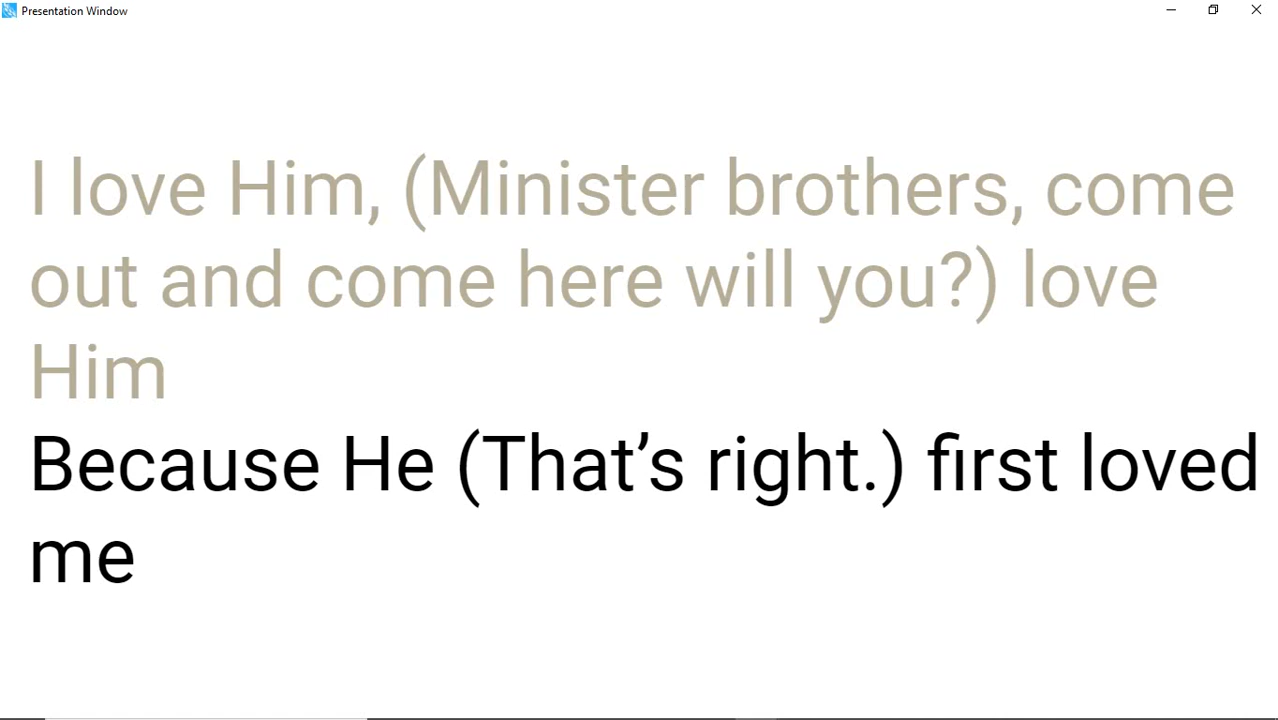 Presentation Window
I love Him, (Minister brothers, come
out and come here will you?) love
Him
Because He (That’s right.) first loved
me